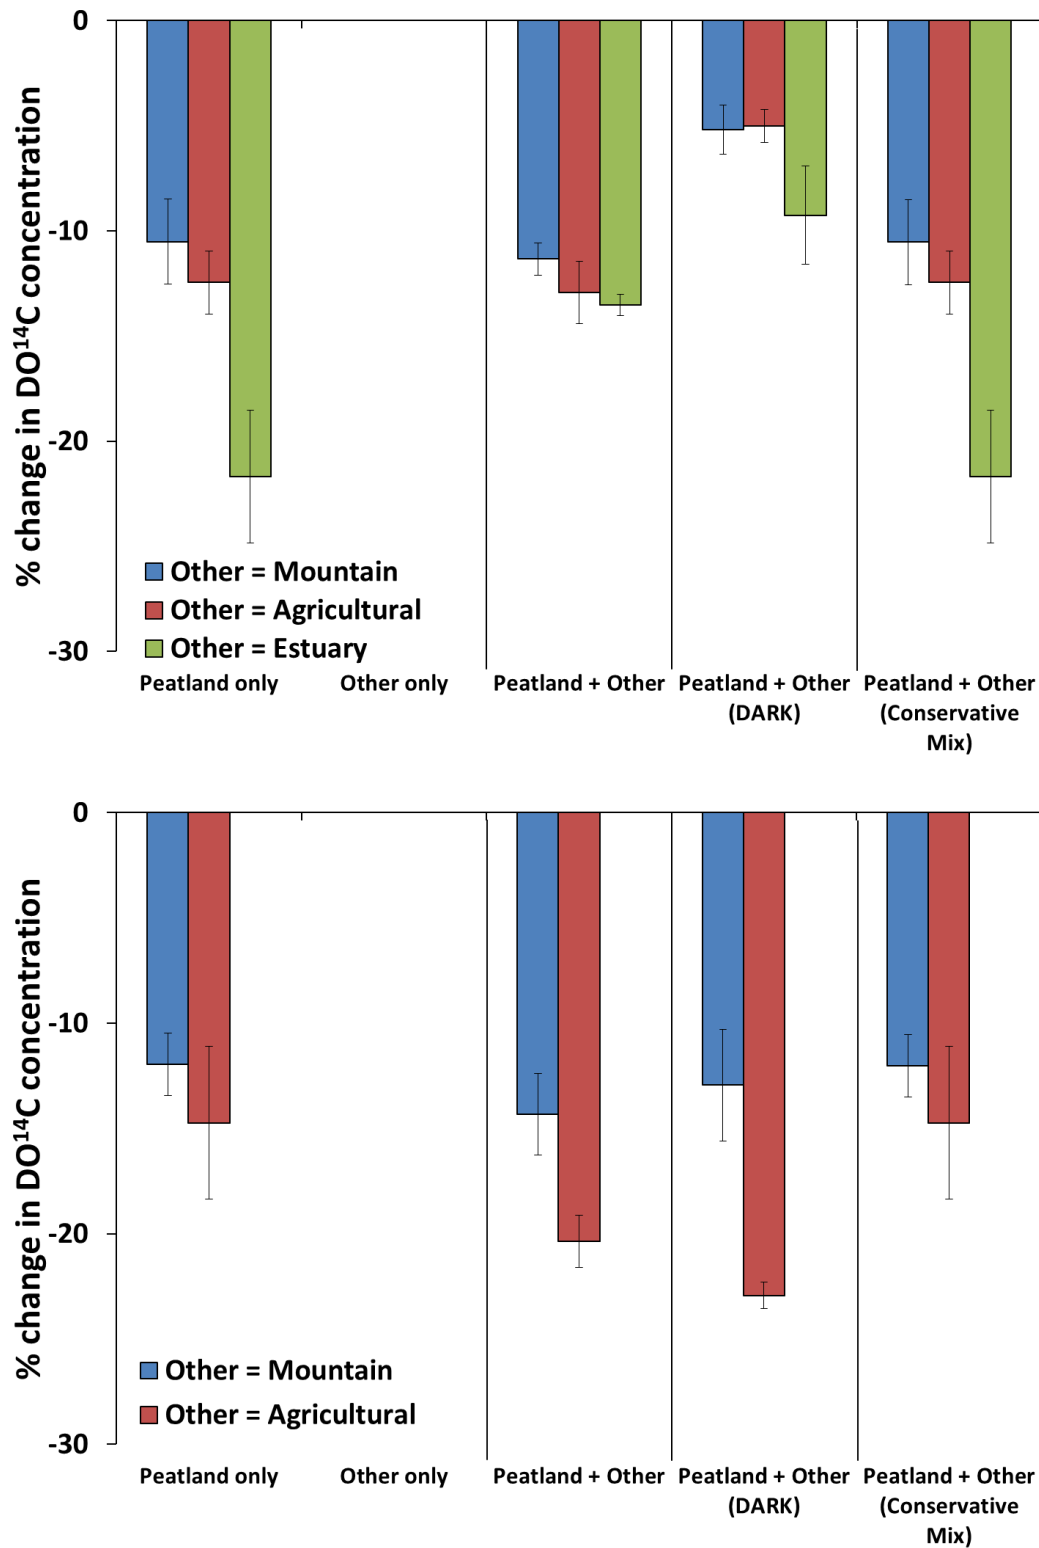 % change in DO¹⁴C concentration
0
-10
-20
-30
Other = Mountain
Other = Agricultural
Other = Estuary
Peatland only
Other only
Peatland + Other
Peatland + Other
(DARK)
Peatland + Other
(Conservative
Mix)
% change in DO¹⁴C concentration
0
-10
-20
-30
Other = Mountain
Other = Agricultural
Peatland only
Other only
Peatland + Other
Peatland + Other
(DARK)
Peatland + Other
(Conservative
Mix)